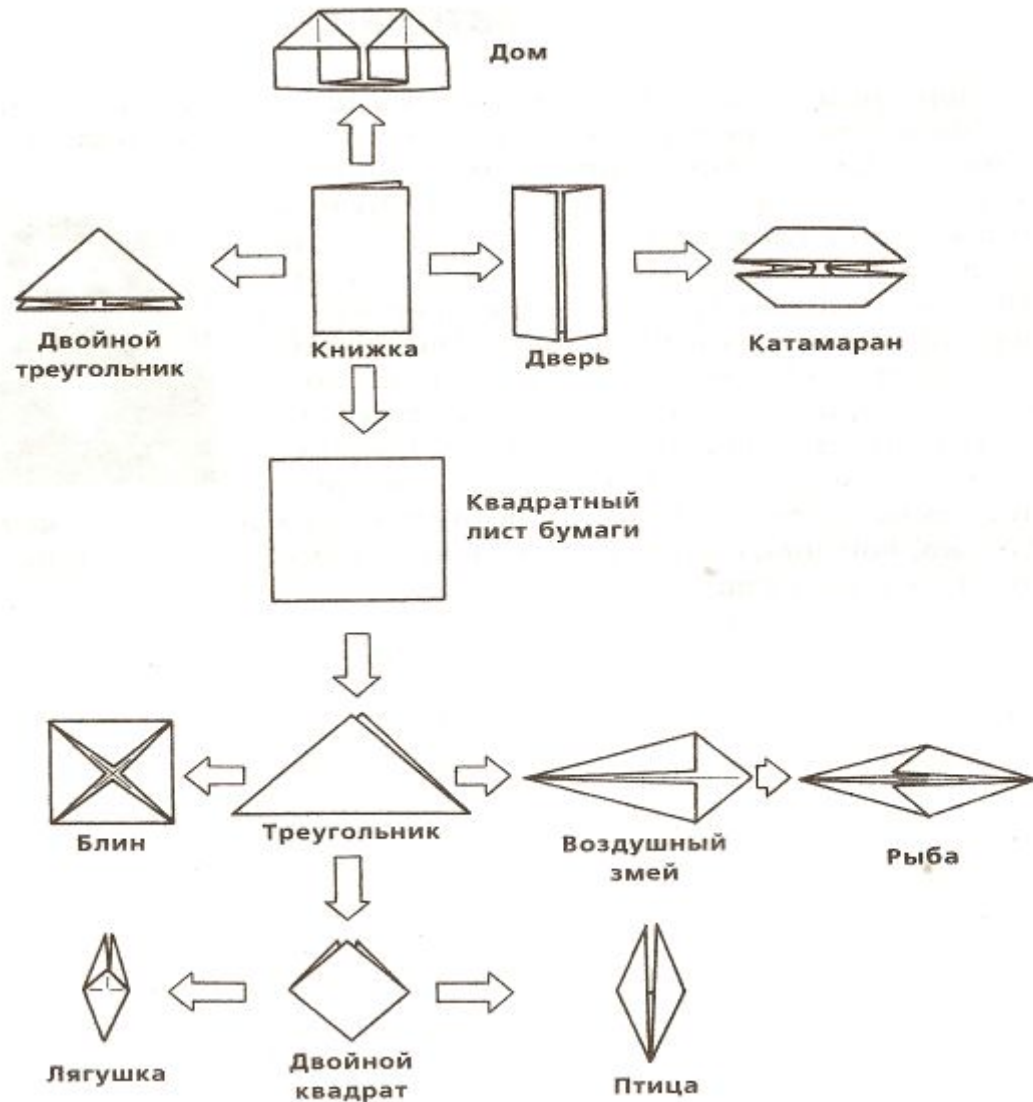 Дом
Двойной
треугольник
Книжка
Дверь
Катамаран
Квадратный
лист бумаги
Блин
Треугольник
Воздушный
змей
Рыба
Лягушка
Двойной
квадрат
Птица